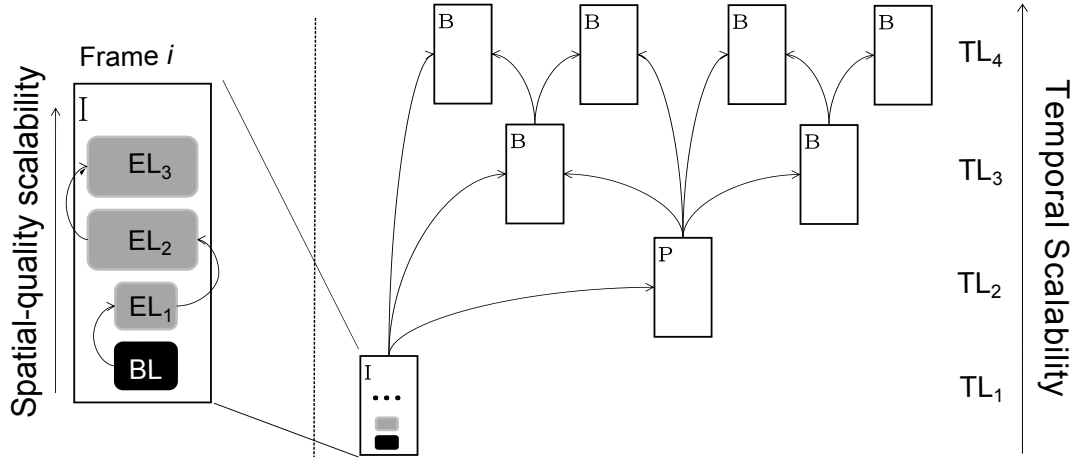 Spatial-quality scalability
Frame i
I
EL₃
EL₂
EL₁
BL
B
B
B
B
TL₄
B
B
TL₃
P
TL₂
I
...
TL₁
Temporal Scalability